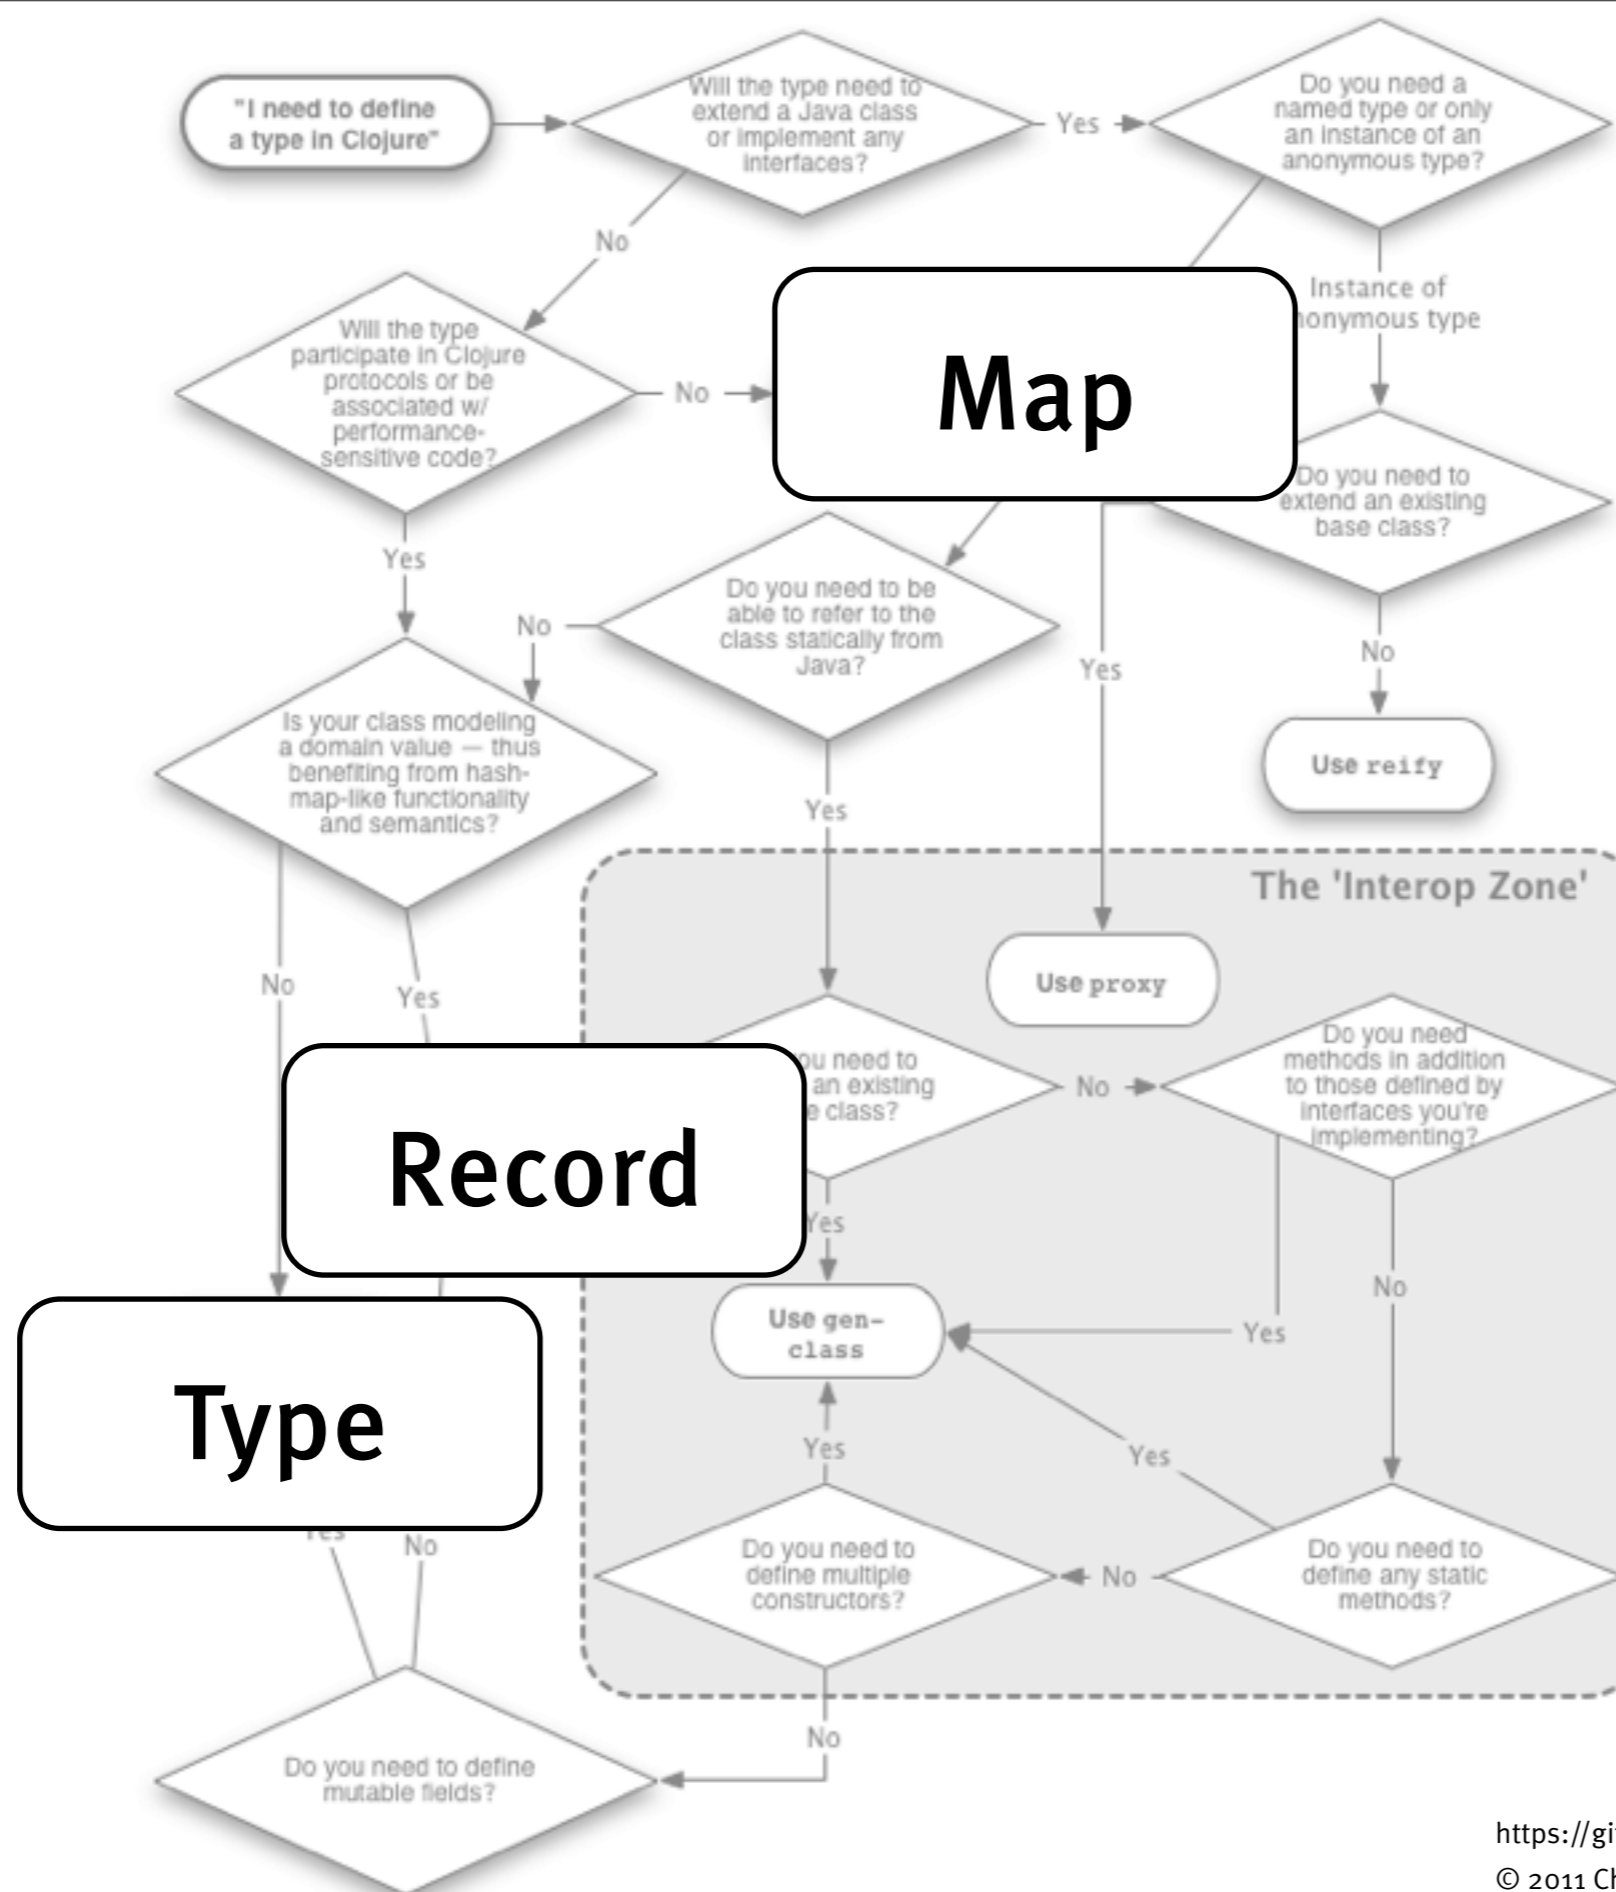 "I need to define
a type in Clojure"
Will the type need to
extend a Java class
or implement any
interfaces?
Yes
Do you need a
named type or only
an instance of an
anonymous type?
No
Instance of
type
Will the type
participate in Clojure
protocols or be
associated w/
performance-
sensitive code?
No
Map
Do you need to
extend an existing
base class?
Yes
Do you need to be
able to refer to the
class statically from
Java?
No
Yes
No
Is your class modeling
a domain value — thus
benefiting from hash-
map-like functionality
and semantics?
Use reify
Yes
The 'Interop Zone'
No
Yes
Use proxy
you need to
an existing
class?
No
Do you need
methods in addition
to those defined by
interfaces you're
implementing?
Record
Yes
No
Use gen-
class
Yes
Type
Yes
Yes
Yes
No
Do you need to
define multiple
constructors?
No
Do you need to
define any static
methods?
No
Do you need to define
mutable fields?
https://gi
© 2011 Ch